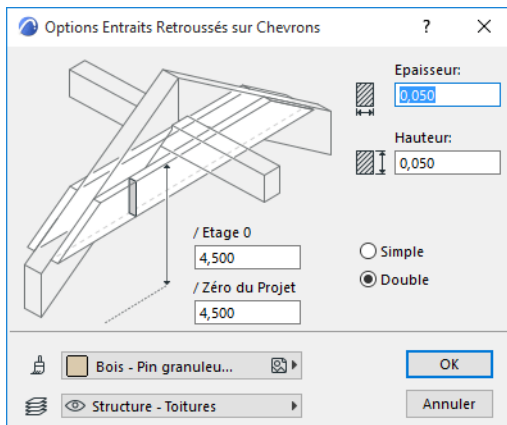 Options Entraits Retroussés sur Chevrons
?
Epaisseur:
0,050
Hauteur:
0,050
/ Etage 0
4,500
/ Zéro du Projet
4,500
Simple
Double
Bois - Pin granuleu...
OK
Structure - Toitures
Annuler